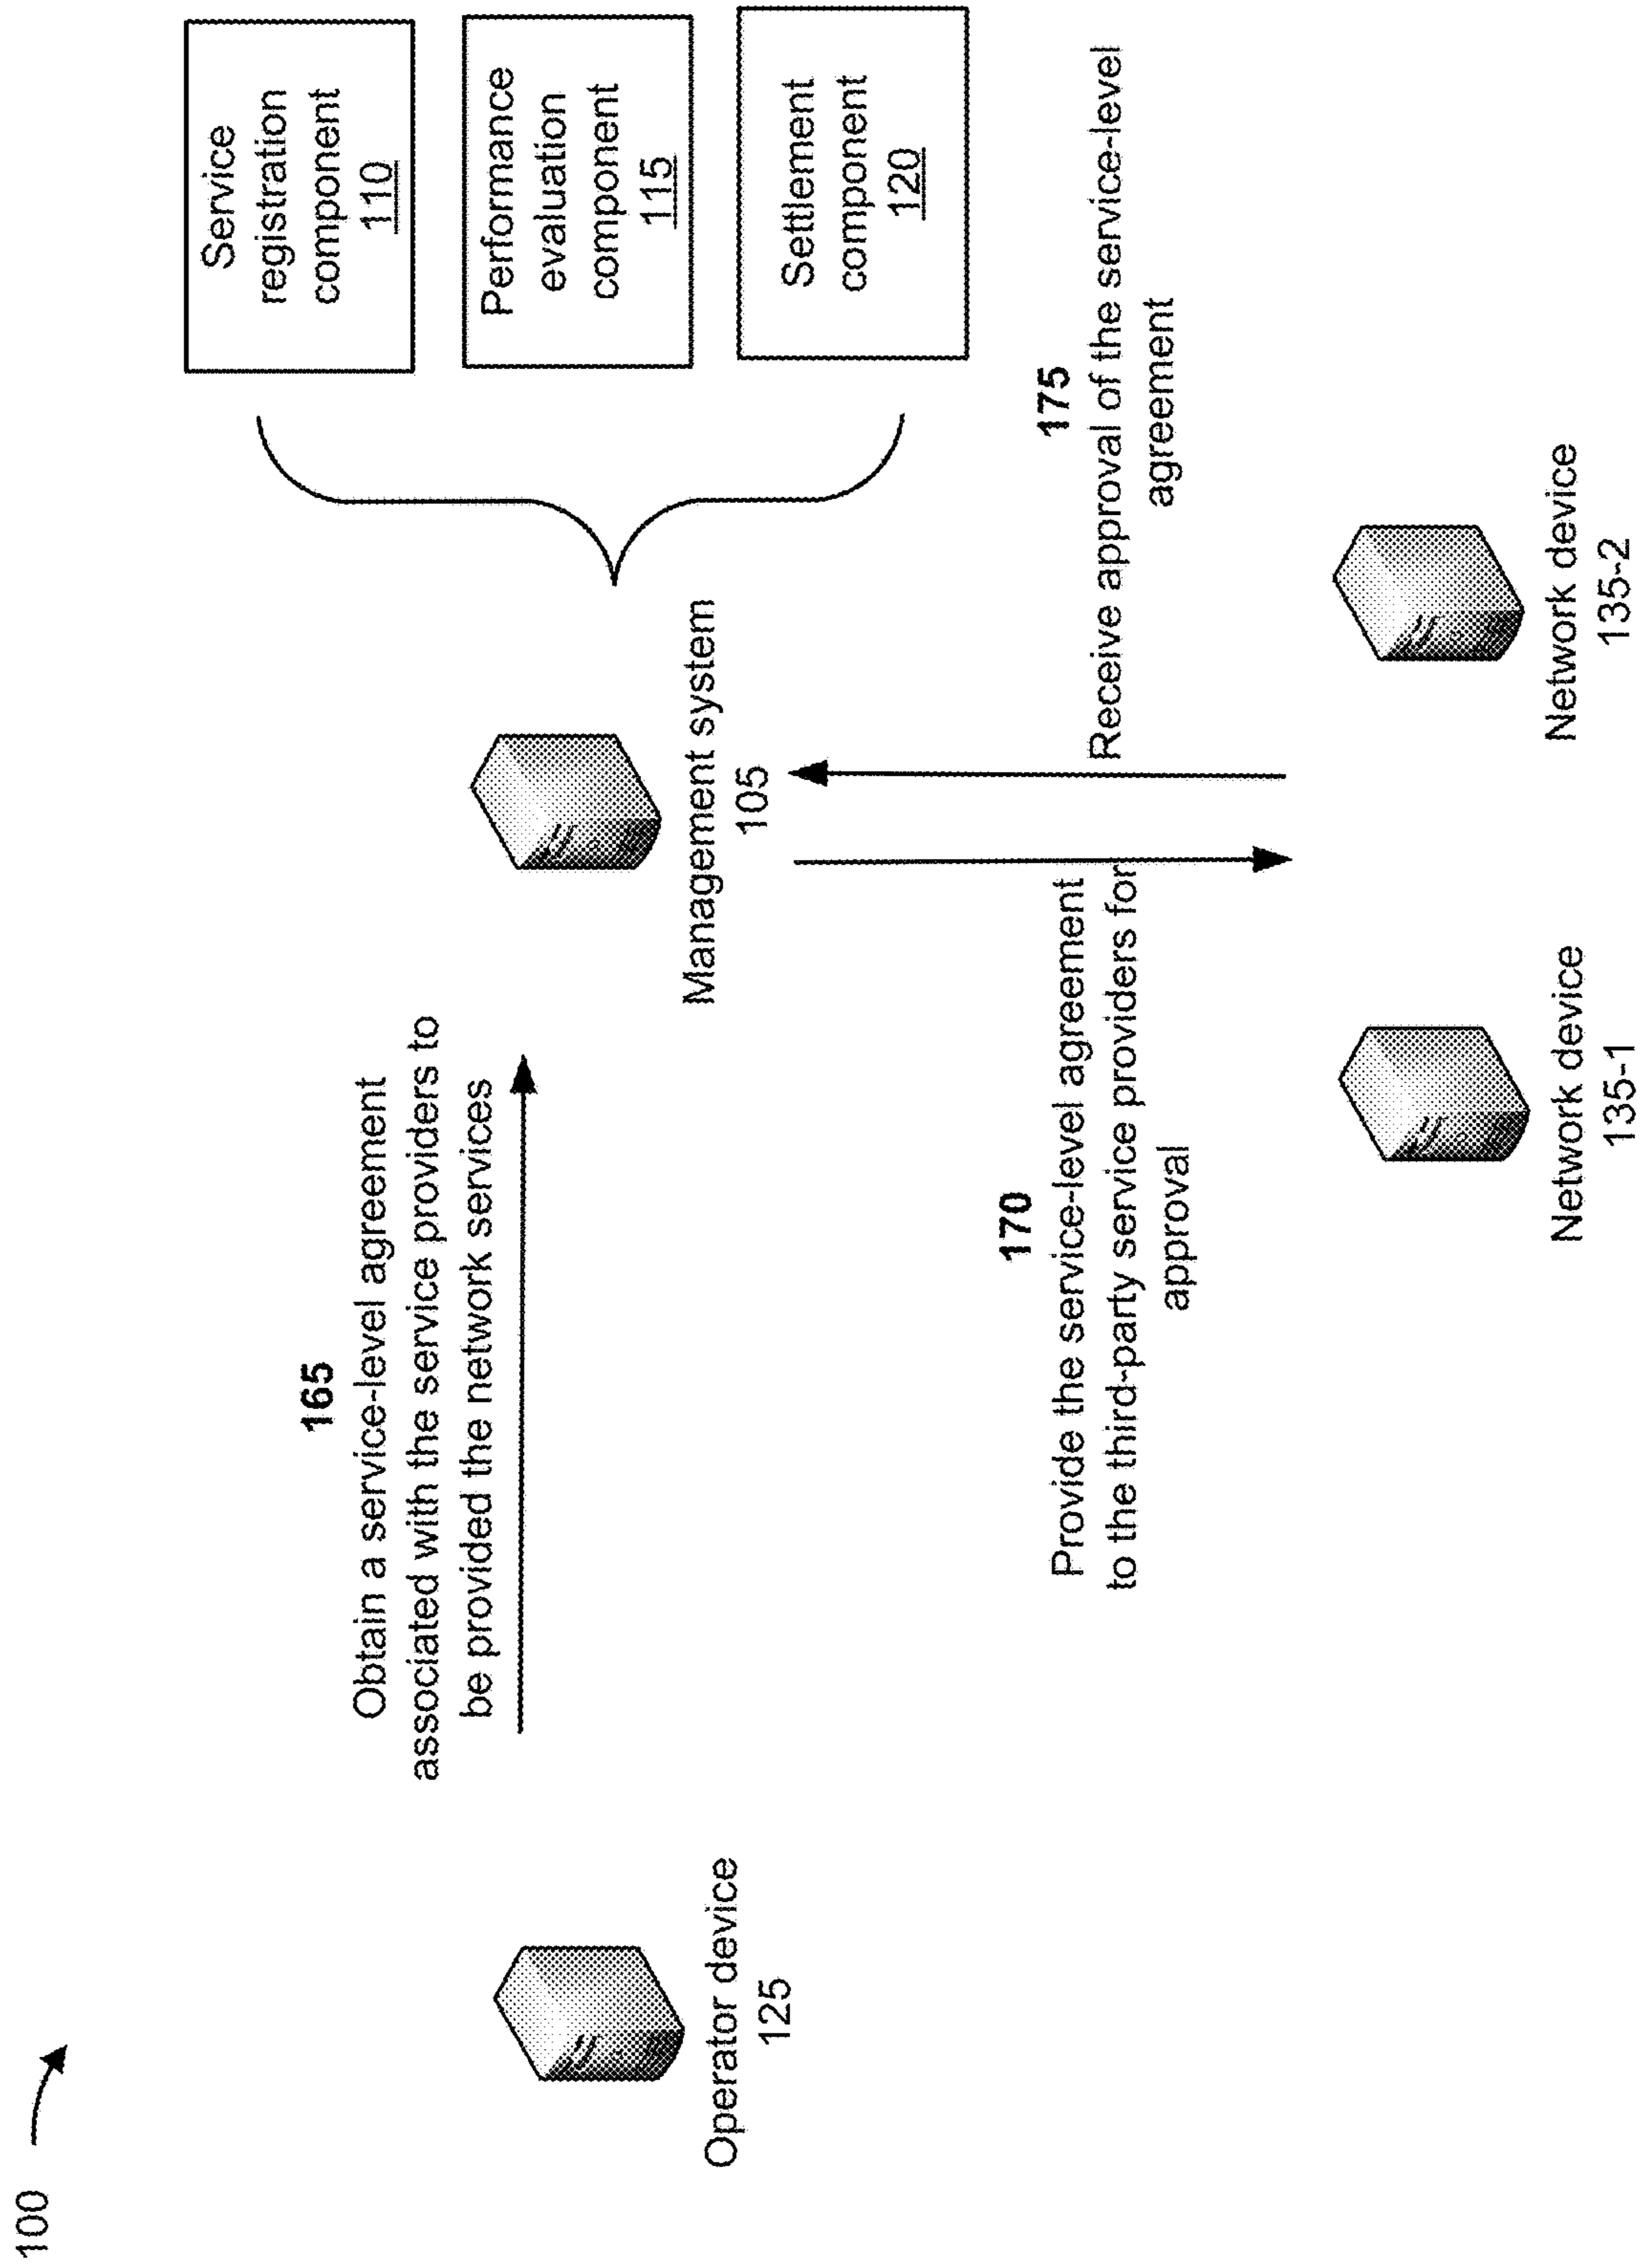 100
165
Obtain a service-level agreement
associated with the service providers to
be provided the network services
Operator device
125
Management system
105
Service
registration
component
110
Performance
evaluation
component
115
Settlement
component
120
170
Provide the service-level agreement
to the third-party service providers for
approval
175
Receive approval of the service-level
agreement
Network device
135-1
Network device
135-2